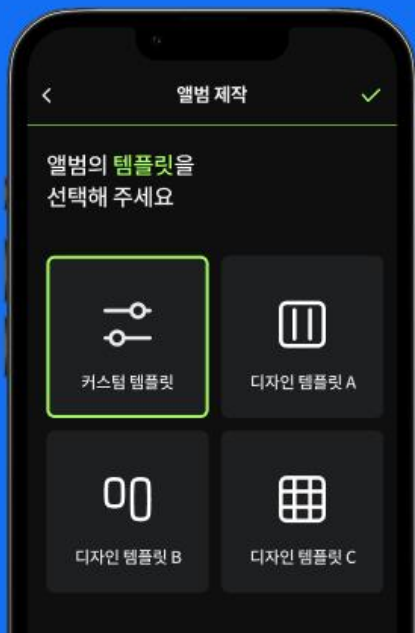 앨범 제작
앨범의 템플릿을
선택해 주세요
커스텀 템플릿
디자인 템플릿 A
디자인 템플릿 B
디자인 템플릿 C